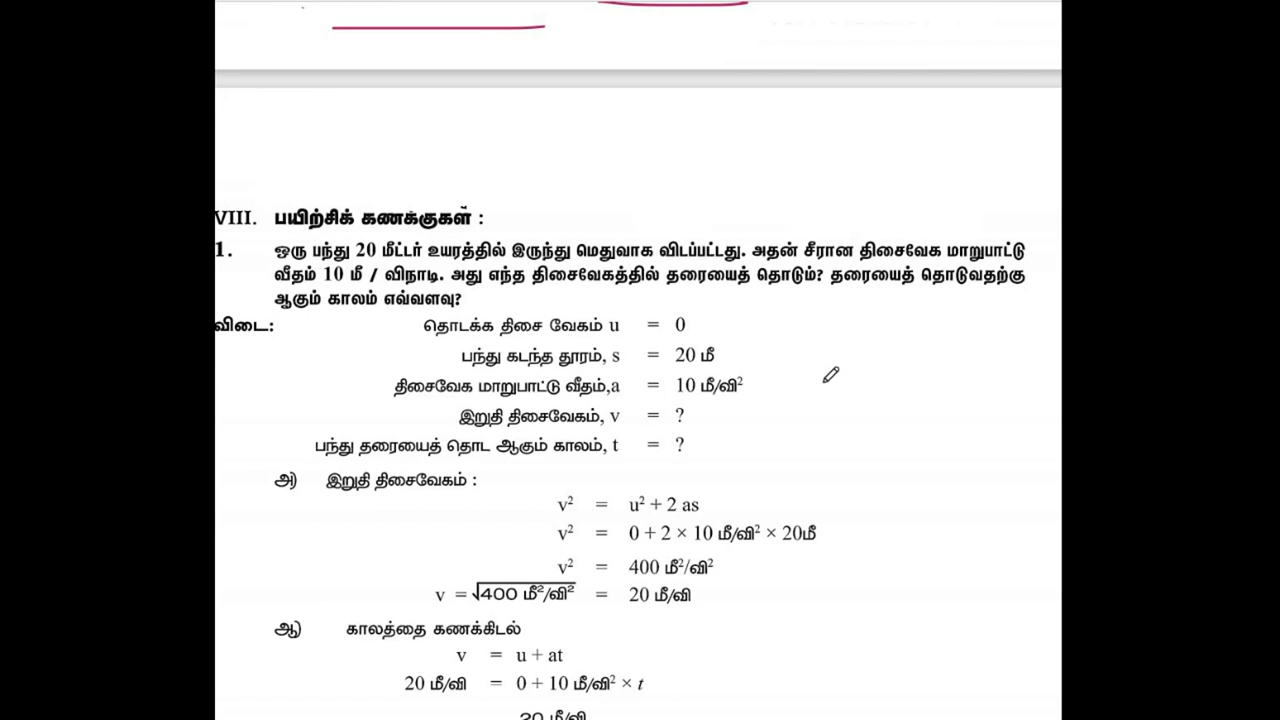 VIII. பயிற்சிக் கணக்குகள் :
1. ஒரு பந்து 20 மீட்டர் உயரத்தில் இருந்து மெதுவாக விடப்பட்டது. அதன் சீரான திசைவேக மாறுபாட்டு
வீதம் 10 மீ / விநாடி. அது எந்த திசைவேகத்தில் தரையைத் தொடும்? தரையைத் தொடுவதற்கு
ஆகும் காலம் எவ்வளவு?
விடை: தொடக்க திசை வேகம் u = 0
பந்து கடந்த தூரம், s = 20 மீ
திசைவேக மாறுபாட்டு வீதம்,a = 10 மீ/வி²
இறுதி திசைவேகம், v = ?
பந்து தரையைத் தொட ஆகும் காலம், t = ?
அ) இறுதி திசைவேகம் :
v² = u² + 2 as
v² = 0 + 2 × 10 மீ/வி² × 20மீ
v² = 400 மீ²/வி²
v = √400 மீ²/வி² = 20 மீ/வி
ஆ) காலத்தை கணக்கிடல்
v = u + at
20 மீ/வி = 0 + 10 மீ/வி² × t
20 மீ/வி